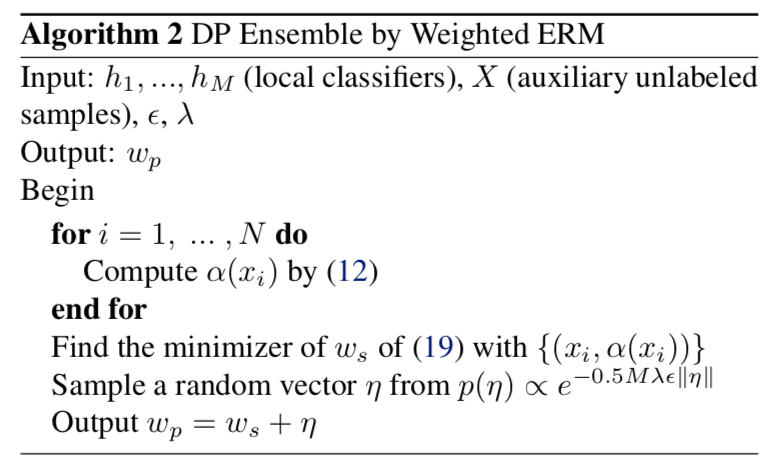 Algorithm 2 DP Ensemble by Weighted ERM
Input: h₁, ..., h_M (local classifiers), X (auxiliary unlabeled
samples), ϵ, λ
Output: w_p
Begin
for i = 1, ... , N do
Compute α(x_i) by (12)
end for
Find the minimizer of w_s of (19) with {(x_i, α(x_i))}
Sample a random vector η from p(η) ∝ e^{−0.5Mλϵ‖η‖}
Output w_p = w_s + η